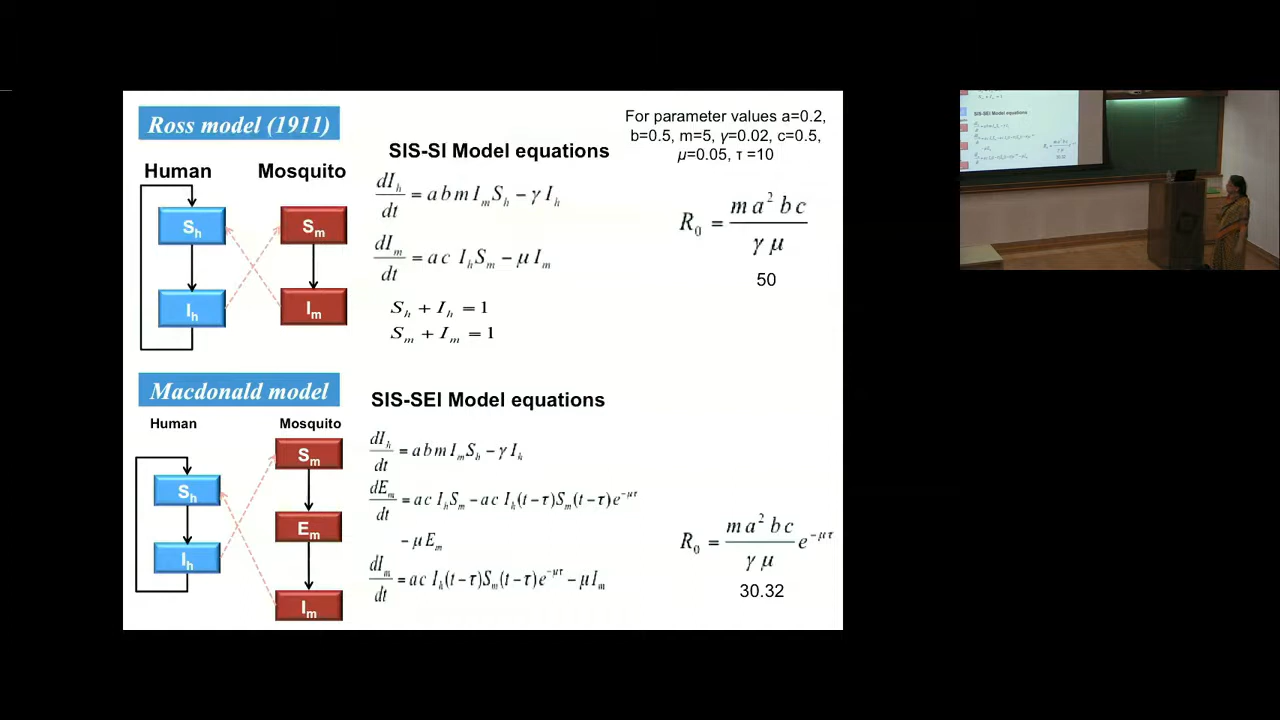 Ross model (1911)
Human Mosquito
S_h S_m
I_h I_m
SIS-SI Model equations
dI_h/dt = a b m I_m S_h − γ I_h
dI_m/dt = a c I_h S_m − μ I_m
S_h + I_h = 1
S_m + I_m = 1
For parameter values a=0.2,
b=0.5, m=5, γ=0.02, c=0.5,
μ=0.05, τ =10
R_0 = m a² b c / γ μ
50
Macdonald model
Human Mosquito
S_m
S_h
E_m
I_h
I_m
SIS-SEI Model equations
dI_h/dt = a b m I_m S_h − γ I_h
dE_m/dt = a c I_h S_m − a c I_h (t − τ) S_m (t − τ) e^{−μτ}
− μ E_m
dI_m/dt = a c I_h (t − τ) S_m (t − τ) e^{−μτ} − μ I_m
R_0 = m a² b c / γ μ e^{−μτ}
30.32
SIS-SEI Model equations